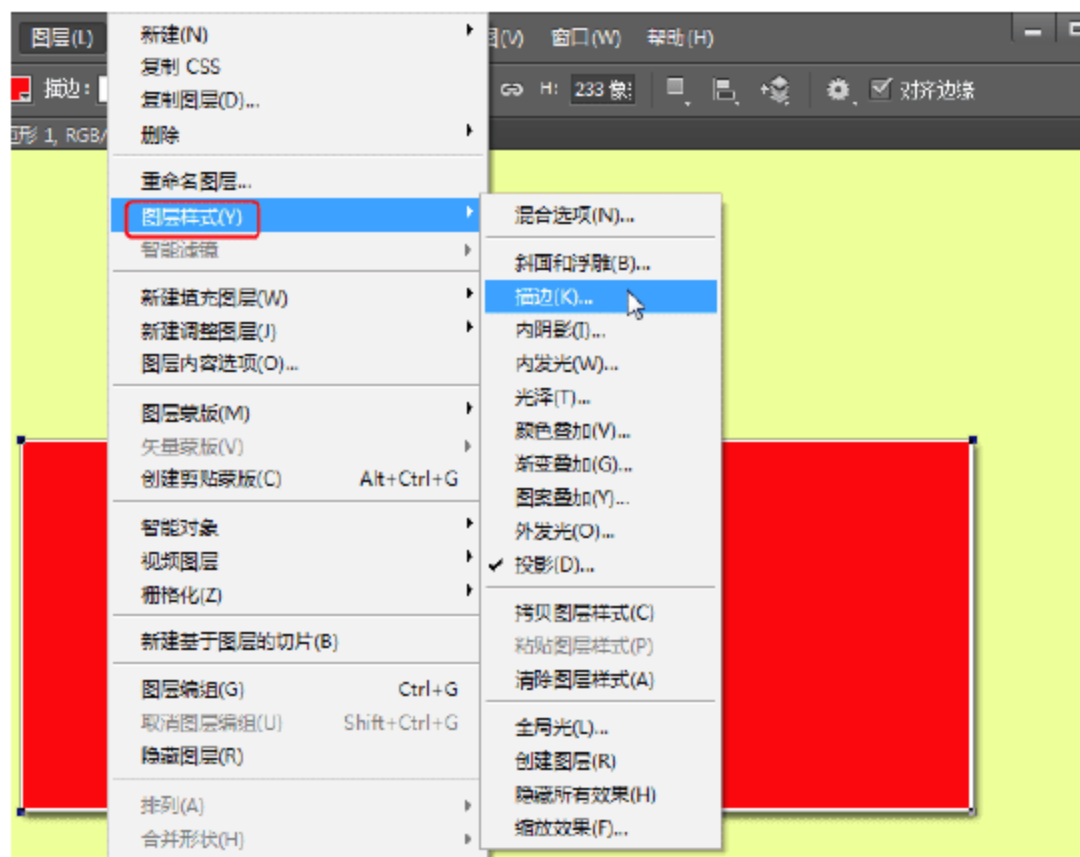 图层(L)
图(V) 窗口(W) 帮助(H)
描边:
H: 233 像
对齐边缘
矩形 1, RGB/
新建(N)
复制 CSS
复制图层(D)...
删除
重命名图层...
图层样式(Y)
智能滤镜
新建填充图层(W)
新建调整图层(J)
图层内容选项(O)...
图层蒙版(M)
矢量蒙版(V)
创建剪贴蒙版(C) Alt+Ctrl+G
智能对象
视频图层
栅格化(Z)
新建基于图层的切片(B)
图层编组(G) Ctrl+G
取消图层编组(U) Shift+Ctrl+G
隐藏图层(R)
排列(A)
合并形状(H)
混合选项(N)...
斜面和浮雕(B)...
描边(K)...
内阴影(I)...
内发光(W)...
光泽(T)...
颜色叠加(V)...
渐变叠加(G)...
图案叠加(Y)...
外发光(O)...
投影(D)...
拷贝图层样式(C)
粘贴图层样式(P)
清除图层样式(A)
全局光(L)...
创建图层(R)
隐藏所有效果(H)
缩放效果(F)...